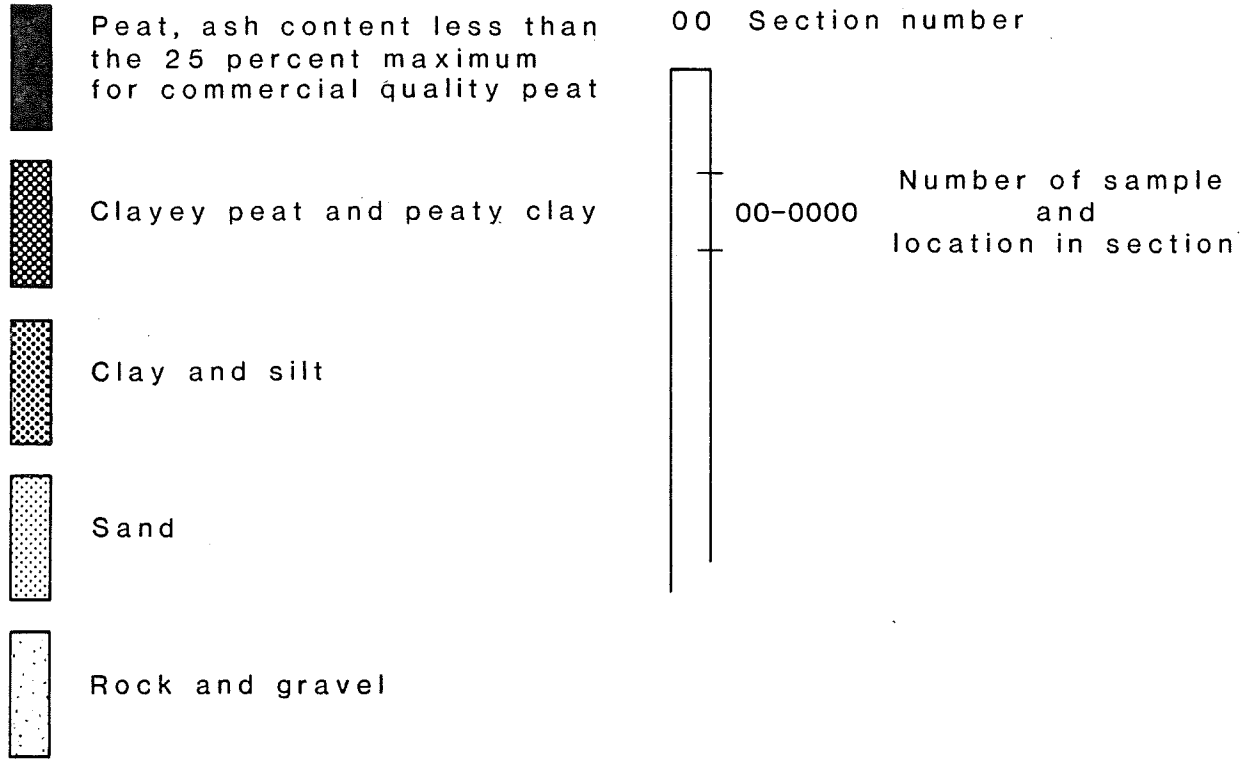 Peat, ash content less than
the 25 percent maximum
for commercial quality peat
Clayey peat and peaty clay
Clay and silt
Sand
Rock and gravel
00 Section number
00-0000
Number of sample
and
location in section